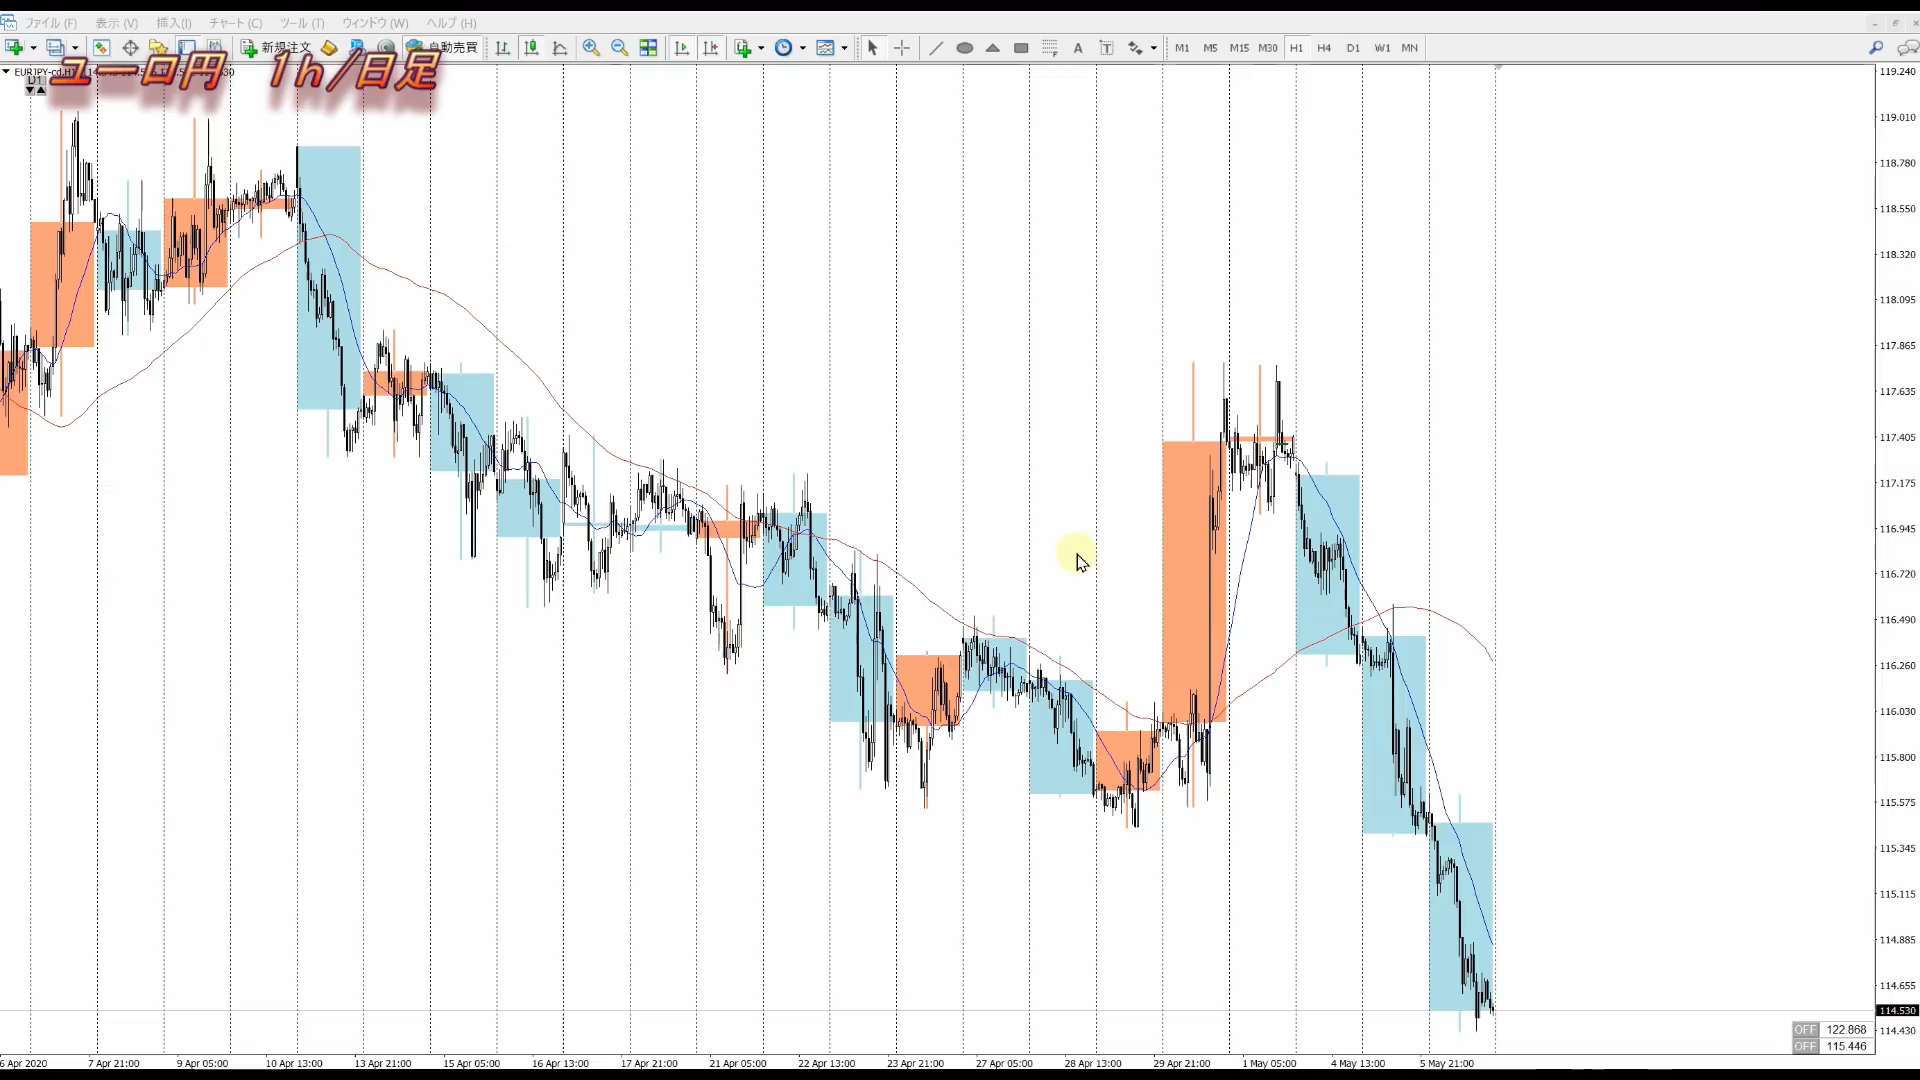 ファイル (F) 表示 (V) 挿入(I) チャート (C) ツール (T) ウィンドウ (W) ヘルプ (H)
新規注文 自動売買 A T M1 M5 M15 M30 H1 H4 D1 W1 MN
EURJPY-cd,H1
D1
ユーロ円 1h/日足
119.240
119.010
118.780
118.550
118.320
118.095
117.865
117.635
117.405
117.175
116.945
116.720
116.490
116.260
116.030
115.800
115.575
115.345
115.115
114.885
114.655
114.530
114.430
OFF 122.868
OFF 115.446
6 Apr 2020 7 Apr 21:00 9 Apr 05:00 10 Apr 13:00 13 Apr 21:00 15 Apr 05:00 16 Apr 13:00 17 Apr 21:00 21 Apr 05:00 22 Apr 13:00 23 Apr 21:00 27 Apr 05:00 28 Apr 13:00 29 Apr 21:00 1 May 05:00 4 May 13:00 5 May 21:00